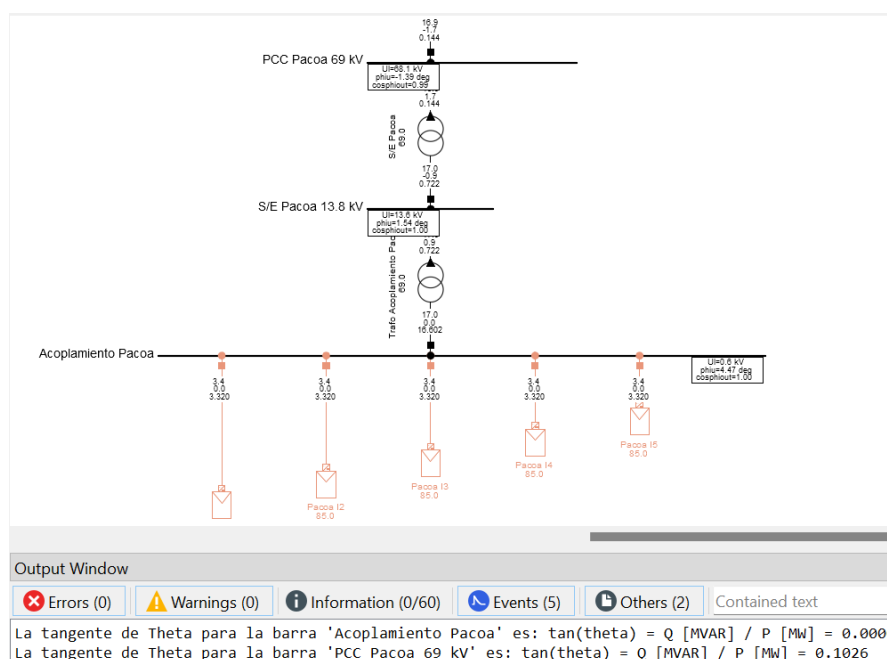 16.9
-1.7
0.144
PCC Pacoa 69 kV
Ul=68.1 kV
phiu=-1.39 deg
cosphiout=0.99
1.7
0.144
S/E Pacoa
69.0
17.0
-0.9
0.722
S/E Pacoa 13.8 kV
Ul=13.6 kV
phiu=1.54 deg
cosphiout=1.00
0.9
0.722
Trafo Acoplamiento
69.0
17.0
0.0
16.602
Acoplamiento Pacoa
Ul=0.6 kV
phiu=4.47 deg
cosphiout=1.00
3.4 3.4 3.4 3.4 3.4
0.0 0.0 0.0 0.0 0.0
3.320 3.320 3.320 3.320 3.320
Pacoa I5
85.0
Pacoa I4
85.0
Pacoa I3
85.0
Pacoa I2
85.0
Output Window
Errors (0) Warnings (0) Information (0/60) Events (5) Others (2) Contained text
La tangente de Theta para la barra 'Acoplamiento Pacoa' es: tan(theta) = Q [MVAR] / P [MW] = 0.000
La tangente de Theta para la barra 'PCC Pacoa 69 kV' es: tan(theta) = Q [MVAR] / P [MW] = 0.1026